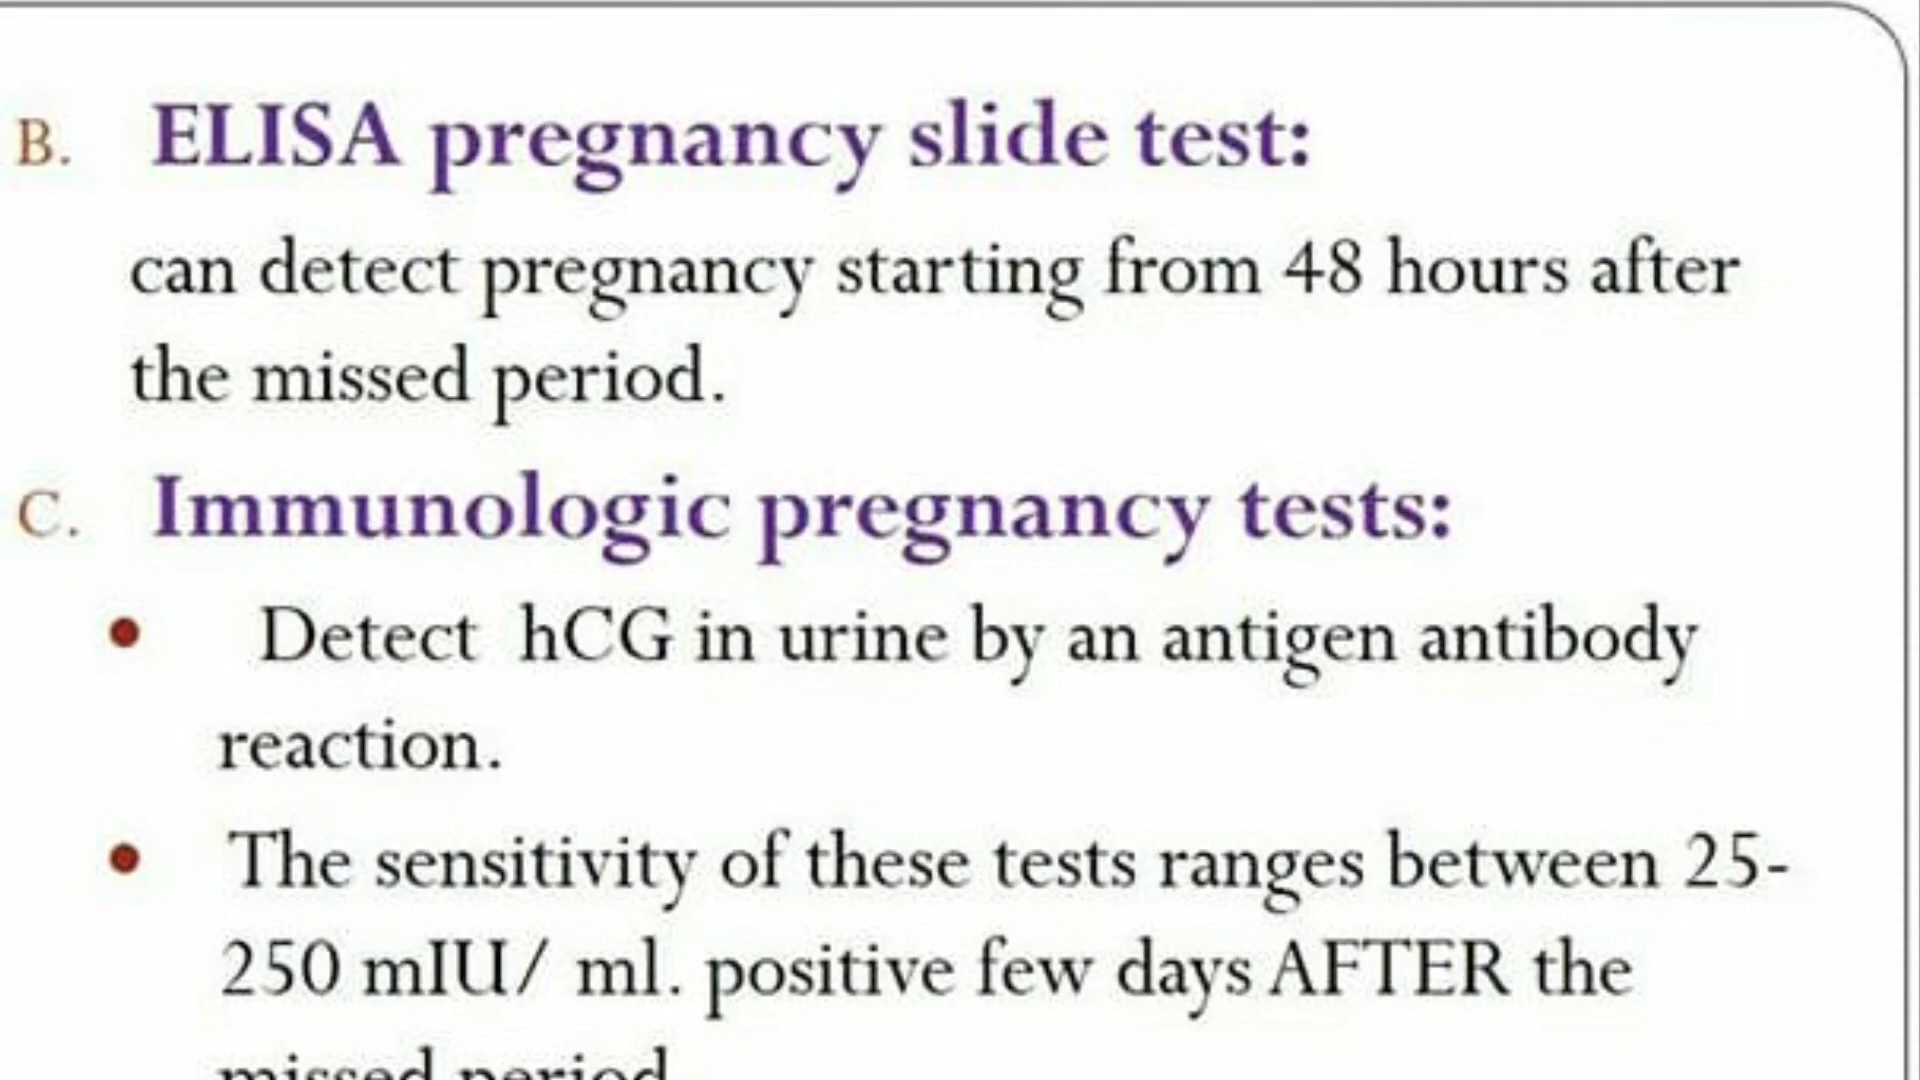 B. ELISA pregnancy slide test:
can detect pregnancy starting from 48 hours after
the missed period.
C. Immunologic pregnancy tests:
• Detect hCG in urine by an antigen antibody
reaction.
• The sensitivity of these tests ranges between 25-
250 mIU/ ml. positive few days AFTER the
missed period